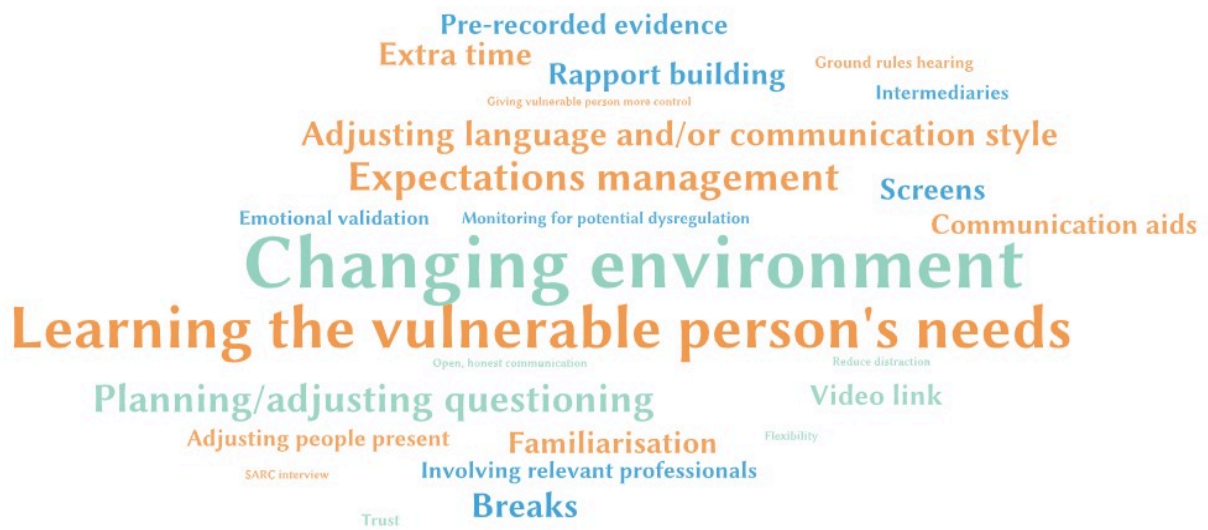 Pre-recorded evidence
Extra time
Rapport building
Ground rules hearing
Giving vulnerable person more control
Intermediaries
Adjusting language and/or communication style
Expectations management
Screens
Emotional validation
Monitoring for potential dysregulation
Communication aids
Changing environment
Learning the vulnerable person's needs
Open, honest communication
Reduce distraction
Planning/adjusting questioning
Video link
Adjusting people present
Familiarisation
Flexibility
SARC interview
Involving relevant professionals
Breaks
Trust